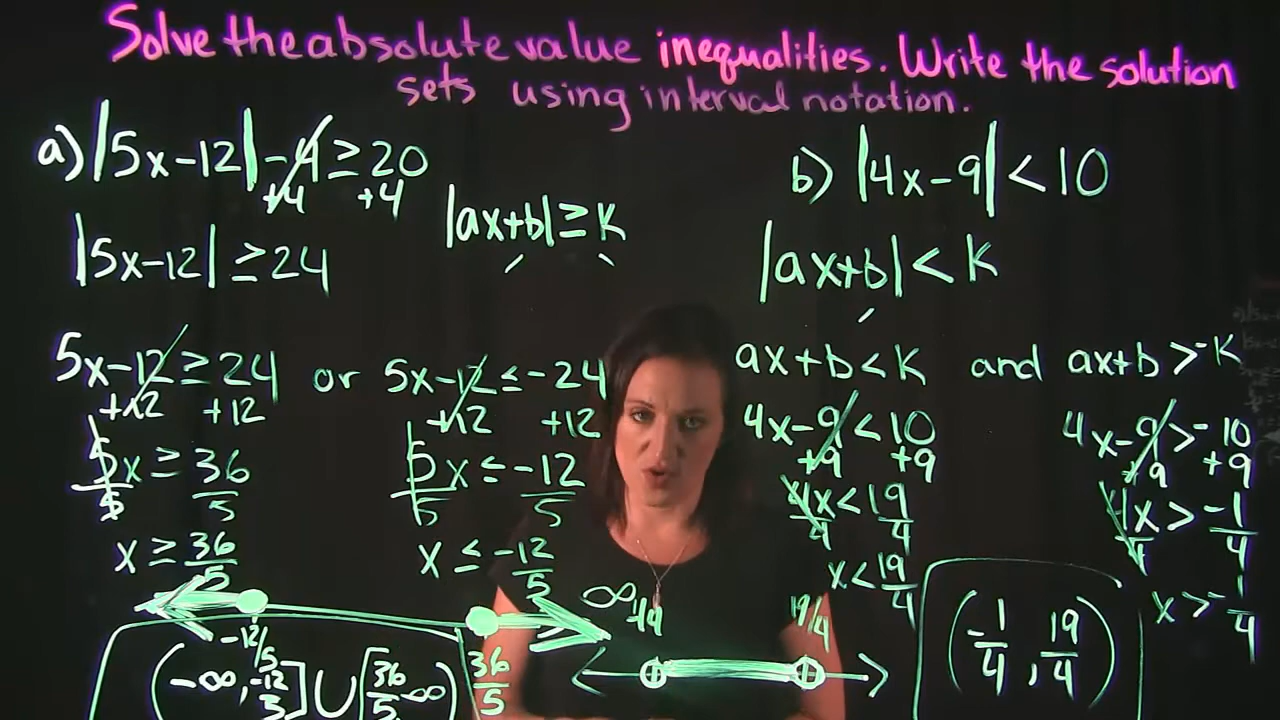 Solve the absolute value inequalities. Write the solution
sets using interval notation.
a) |5x-12| -4 ≥ 20
+4 +4
|5x-12| ≥ 24
|ax+b| ≥ K
5x-12 ≥ 24 or 5x-12 ≤ -24
+12 +12 +12 +12
5x ≥ 36 5x ≤ -12
5 5 5 5
x ≥ 36/5 x ≤ -12/5
-12/5 36/5 ∞
(-∞, -12/5] ∪ [36/5 -∞)
b) |4x-9| < 10
|ax+b| < K
ax+b < K and ax+b > -K
4x-9 < 10 4x-9 > -10
+9 +9 +9 +9
4x < 19 4x > -1
4 4 4 4
x < 19/4 x > -1/4
-1/4 19/4
(-1/4, 19/4)